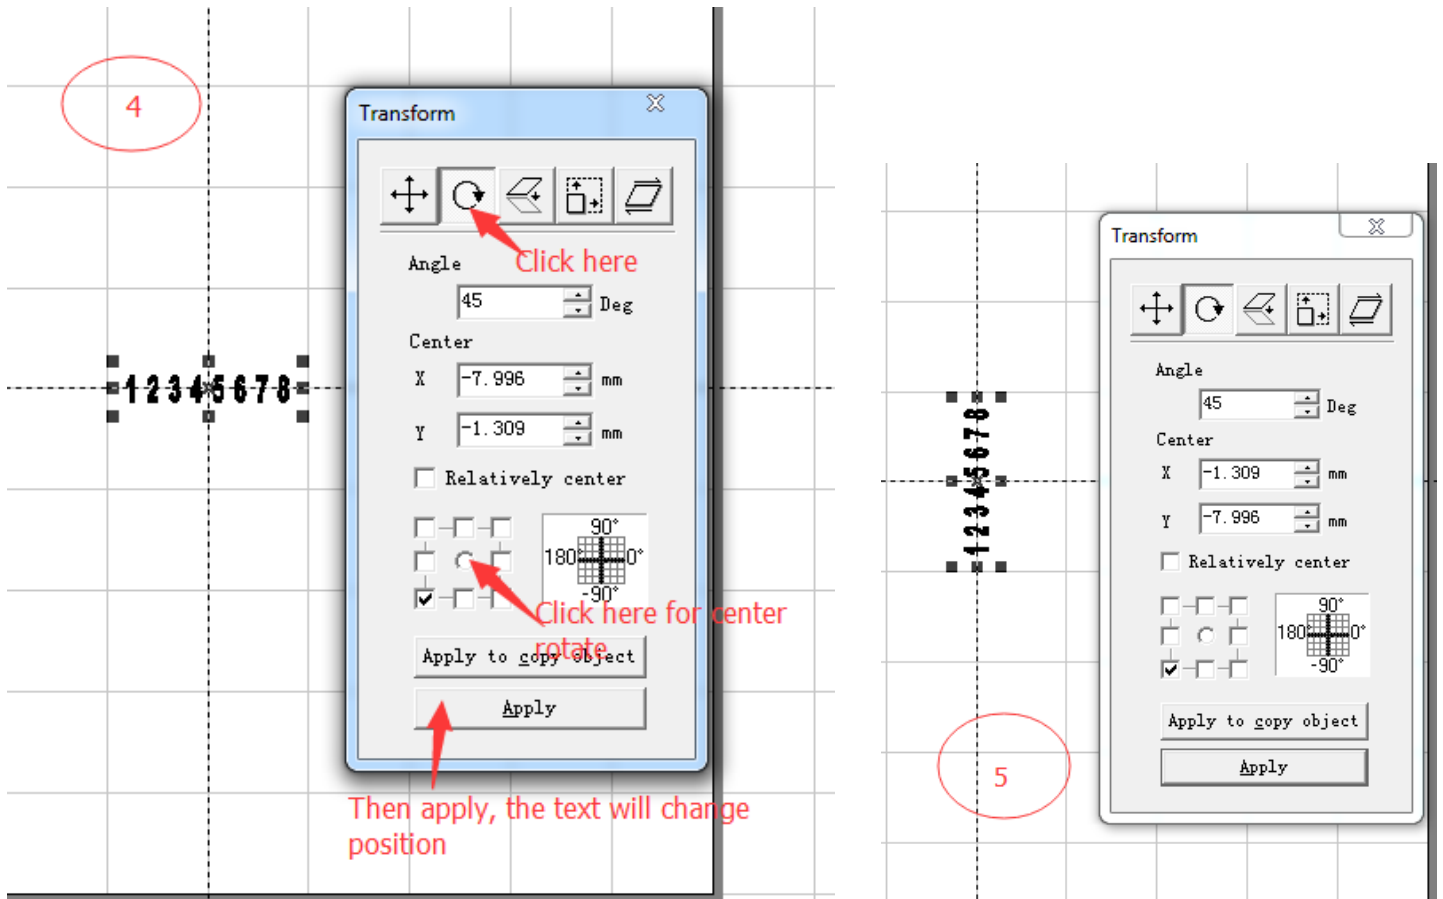 4
Transform
Click here
Angle
45 Deg
Center
X -7.996 mm
Y -1.309 mm
12345678
Relatively center
90°
180° 0°
-90°
Click here for center
rotate
Apply to copy object
Apply
Then apply, the text will change
position
Transform
Angle
45 Deg
Center
X -1.309 mm
Y -7.996 mm
12345678
Relatively center
90°
180° 0°
-90°
Apply to copy object
Apply
5